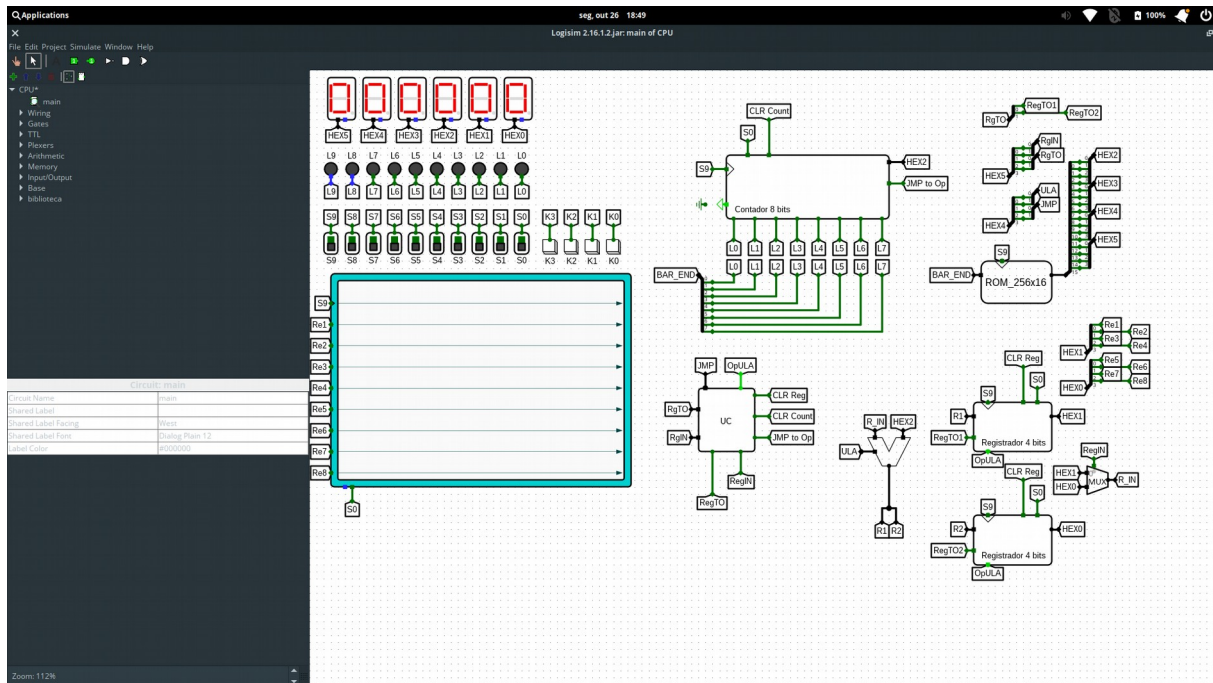 Applications
seg, out 26 18:49
100%
Logisim 2.16.1.2.jar: main of CPU
File Edit Project Simulate Window Help
CPU*
main
Wiring
Gates
TTL
Plexers
Arithmetic
Memory
Input/Output
Base
biblioteca
Circuit: main
Circuit Name main
Shared Label
Shared Label Facing West
Shared Label Font Dialog Plain 12
Label Color #000000
Zoom: 112%
0 0 0 0 0 0
HEX5 HEX4 HEX3 HEX2 HEX1 HEX0
L9 L8 L7 L6 L5 L4 L3 L2 L1 L0
L9 L8 L7 L6 L5 L4 L3 L2 L1 L0
S9 S8 S7 S6 S5 S4 S3 S2 S1 S0 K3 K2 K1 K0
S9 S8 S7 S6 S5 S4 S3 S2 S1 S0 K3 K2 K1 K0
S9
Re1
Re2
Re3
Re4
Re5
Re6
Re7
Re8
S0
CLR Count
S0
S9
HEX2
JMP to Op
Contador 8 bits
L0 L1 L2 L3 L4 L5 L6 L7
L0 L1 L2 L3 L4 L5 L6 L7
BAR_END
JMP OpULA
RgTO
RgIN
UC
CLR Reg
CLR Count
JMP to Op
RegIN
RegTO
R_IN HEX2
ULA
R1 R2
RgTO
RegTO1
RegTO2
HEX5
RgIN
RgTO
HEX4
ULA
JMP
HEX2
HEX3
HEX4
HEX5
S9
BAR_END
ROM_256x16
HEX1
Re1
Re2
Re3
Re4
HEX0
Re5
Re6
Re7
Re8
CLR Reg
S0
S9
R1
HEX1
RegTO1
Registrador 4 bits
OpULA
CLR Reg
S0
S9
R2
HEX0
RegTO2
Registrador 4 bits
OpULA
RegIN
HEX1
HEX0
MUX
R_IN